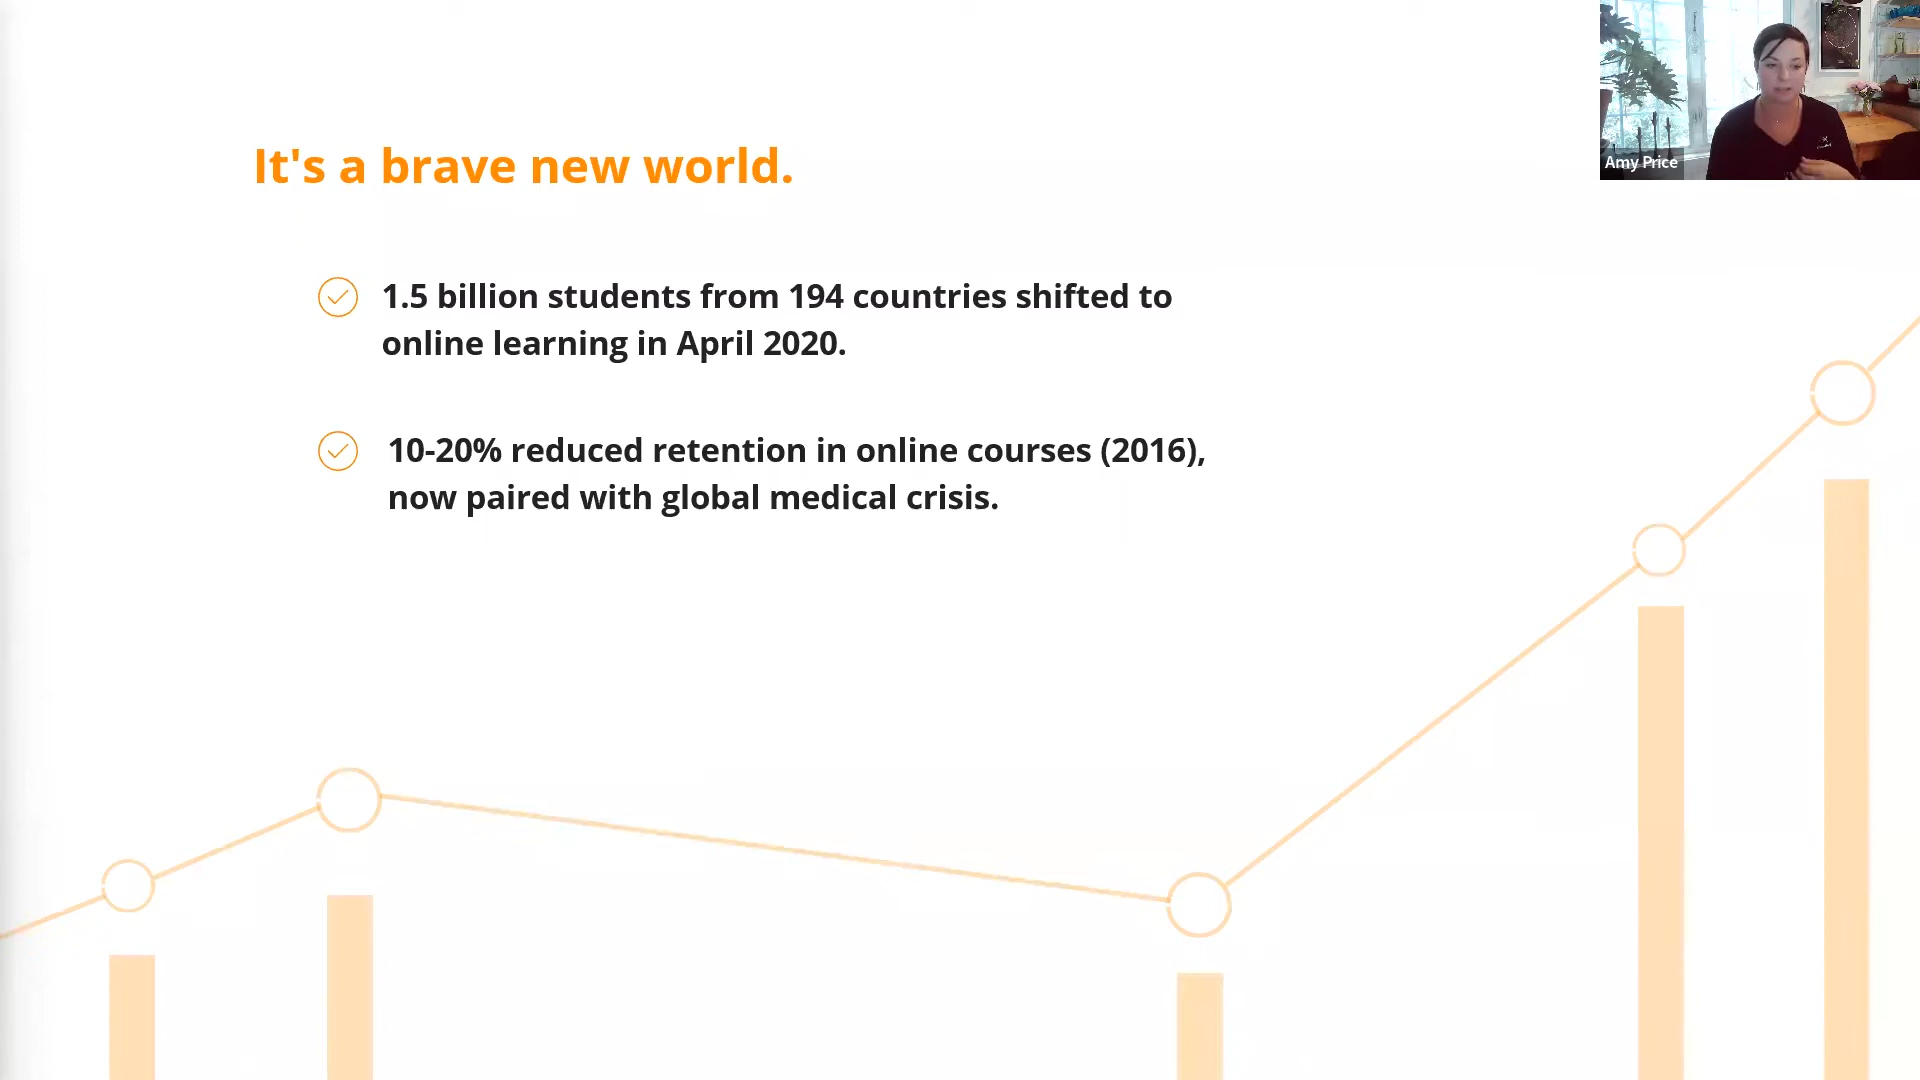 It's a brave new world.
1.5 billion students from 194 countries shifted to
online learning in April 2020.
10-20% reduced retention in online courses (2016),
now paired with global medical crisis.
Amy Price